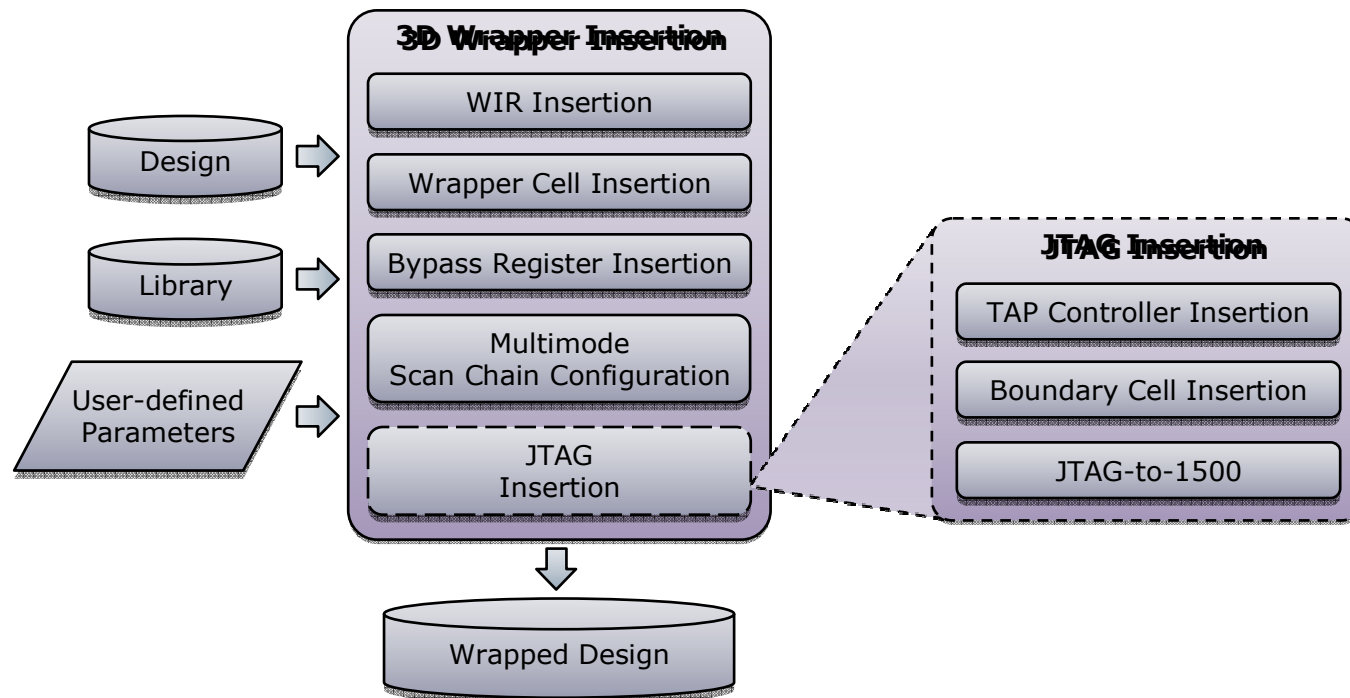 3D Wrapper Insertion
WIR Insertion
Wrapper Cell Insertion
Bypass Register Insertion
Multimode
Scan Chain Configuration
JTAG
Insertion
Design
Library
User-defined
Parameters
JTAG Insertion
TAP Controller Insertion
Boundary Cell Insertion
JTAG-to-1500
Wrapped Design